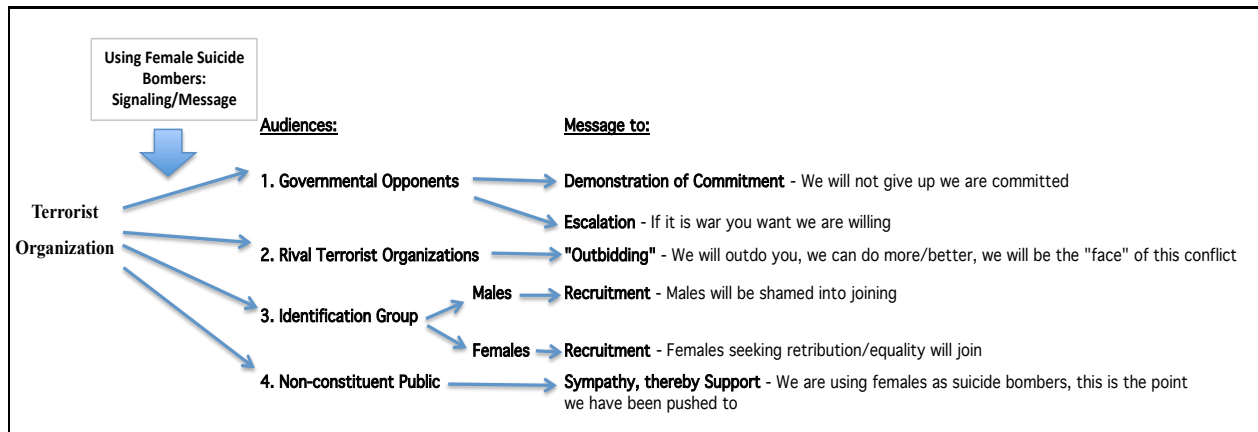 Using Female Suicide
Bombers:
Signaling/Message
Audiences:
Message to:
Terrorist
Organization
1. Governmental Opponents
Demonstration of Commitment - We will not give up we are committed
Escalation - If it is war you want we are willing
2. Rival Terrorist Organizations
"Outbidding" - We will outdo you, we can do more/better, we will be the "face" of this conflict
3. Identification Group
Males
Recruitment - Males will be shamed into joining
Females
Recruitment - Females seeking retribution/equality will join
4. Non-constituent Public
Sympathy, thereby Support - We are using females as suicide bombers, this is the point
we have been pushed to